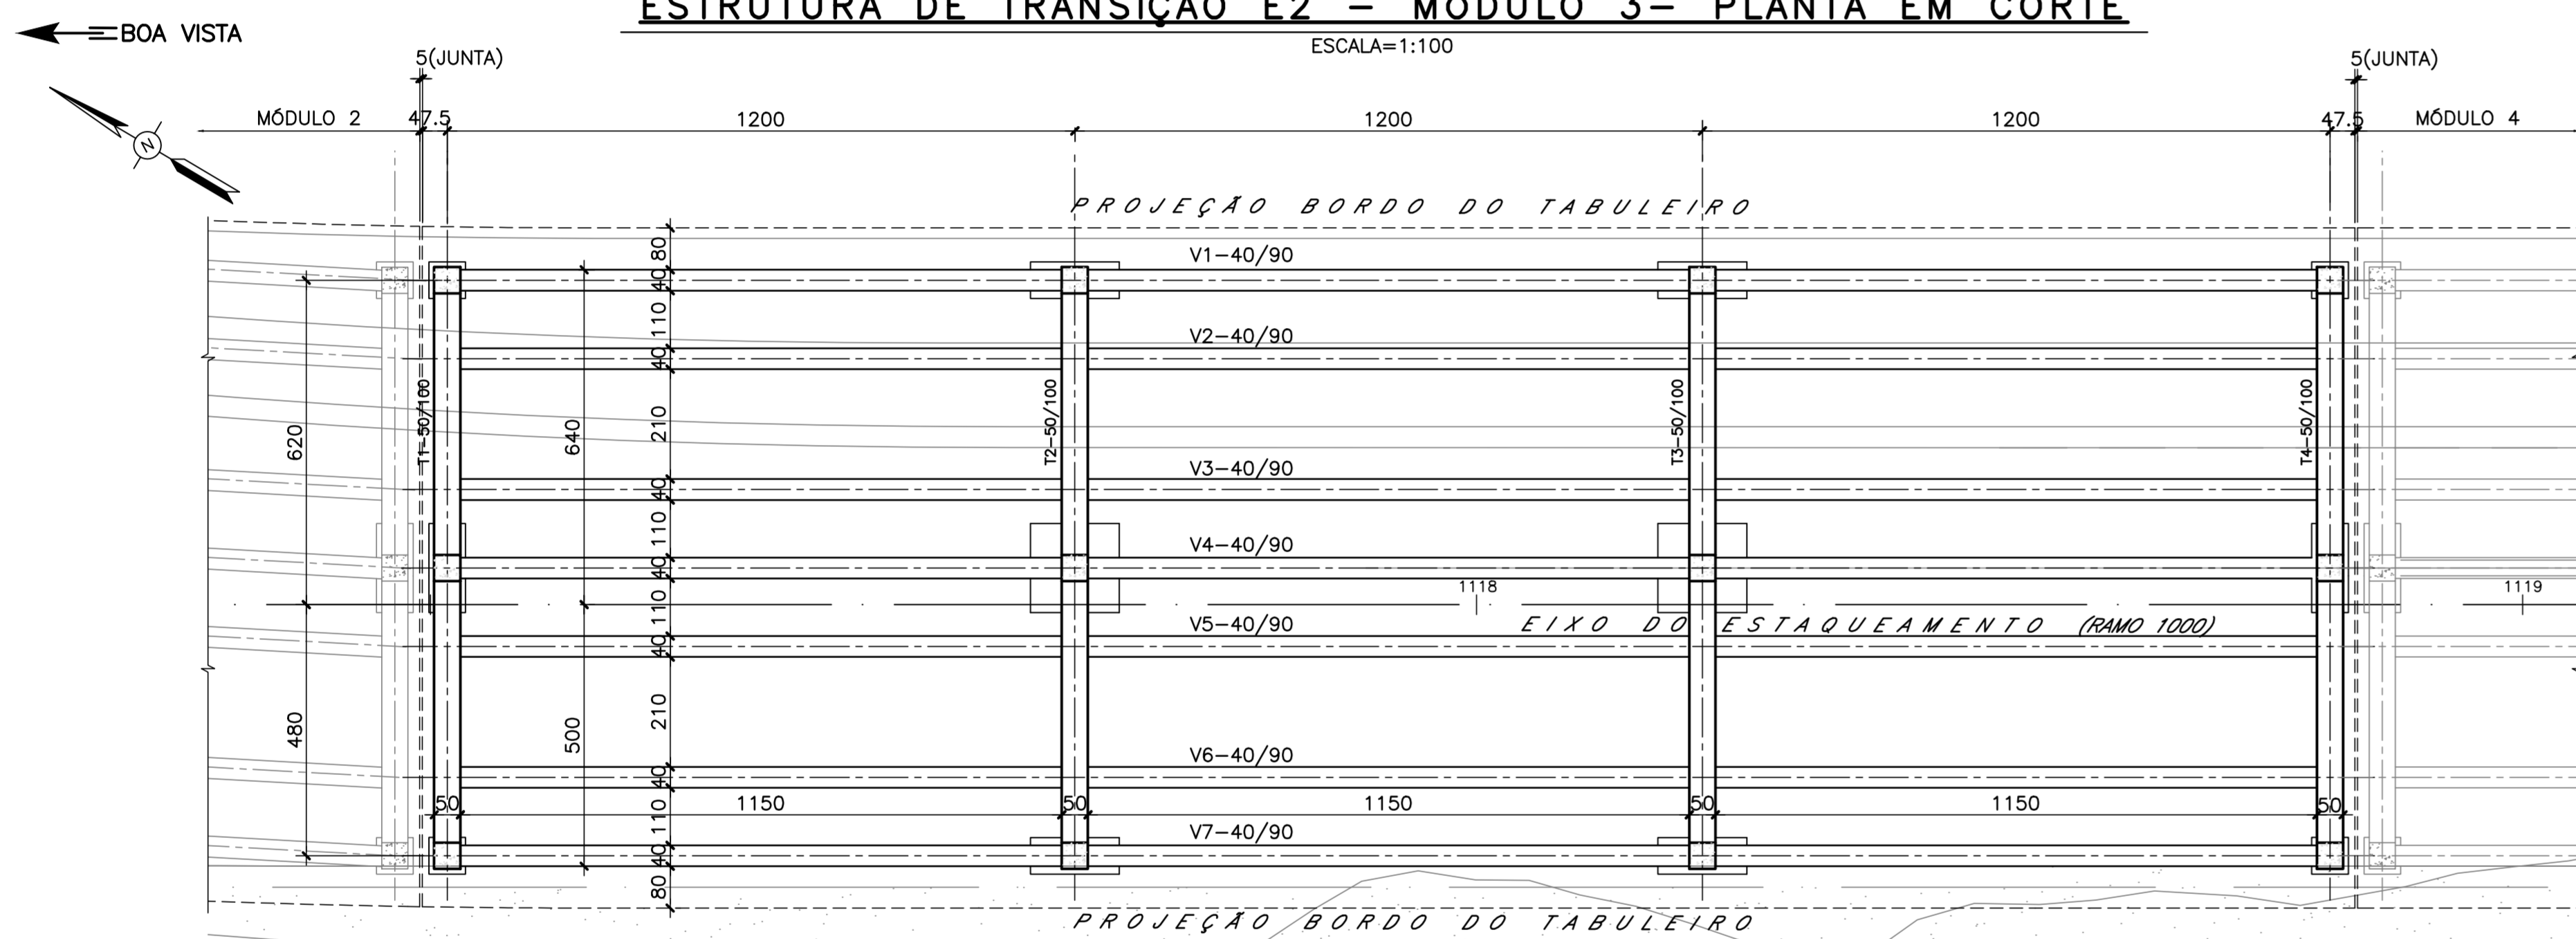 ESTRUTURA DE TRANSIÇÃO E2 – MÓDULO 3– PLANTA EM CORTE
BOA VISTA
ESCALA=1:100
5(JUNTA)
5(JUNTA)
MÓDULO 2
47.5
1200
1200
1200
47.5
MÓDULO 4
N
PROJEÇÃO BORDO DO TABULEIRO
80
V1–40/90
40
110
V2–40/90
40
T1–50/100
T2–50/100
T3–50/100
T4–50/100
620
640
210
V3–40/90
40
110
V4–40/90
40
1118
1119
110
V5–40/90
EIXO DO ESTAQUEAMENTO (RAMO 1000)
40
480
500
210
V6–40/90
40
50
1150
50
1150
50
1150
50
110
V7–40/90
40
80
PROJEÇÃO BORDO DO TABULEIRO